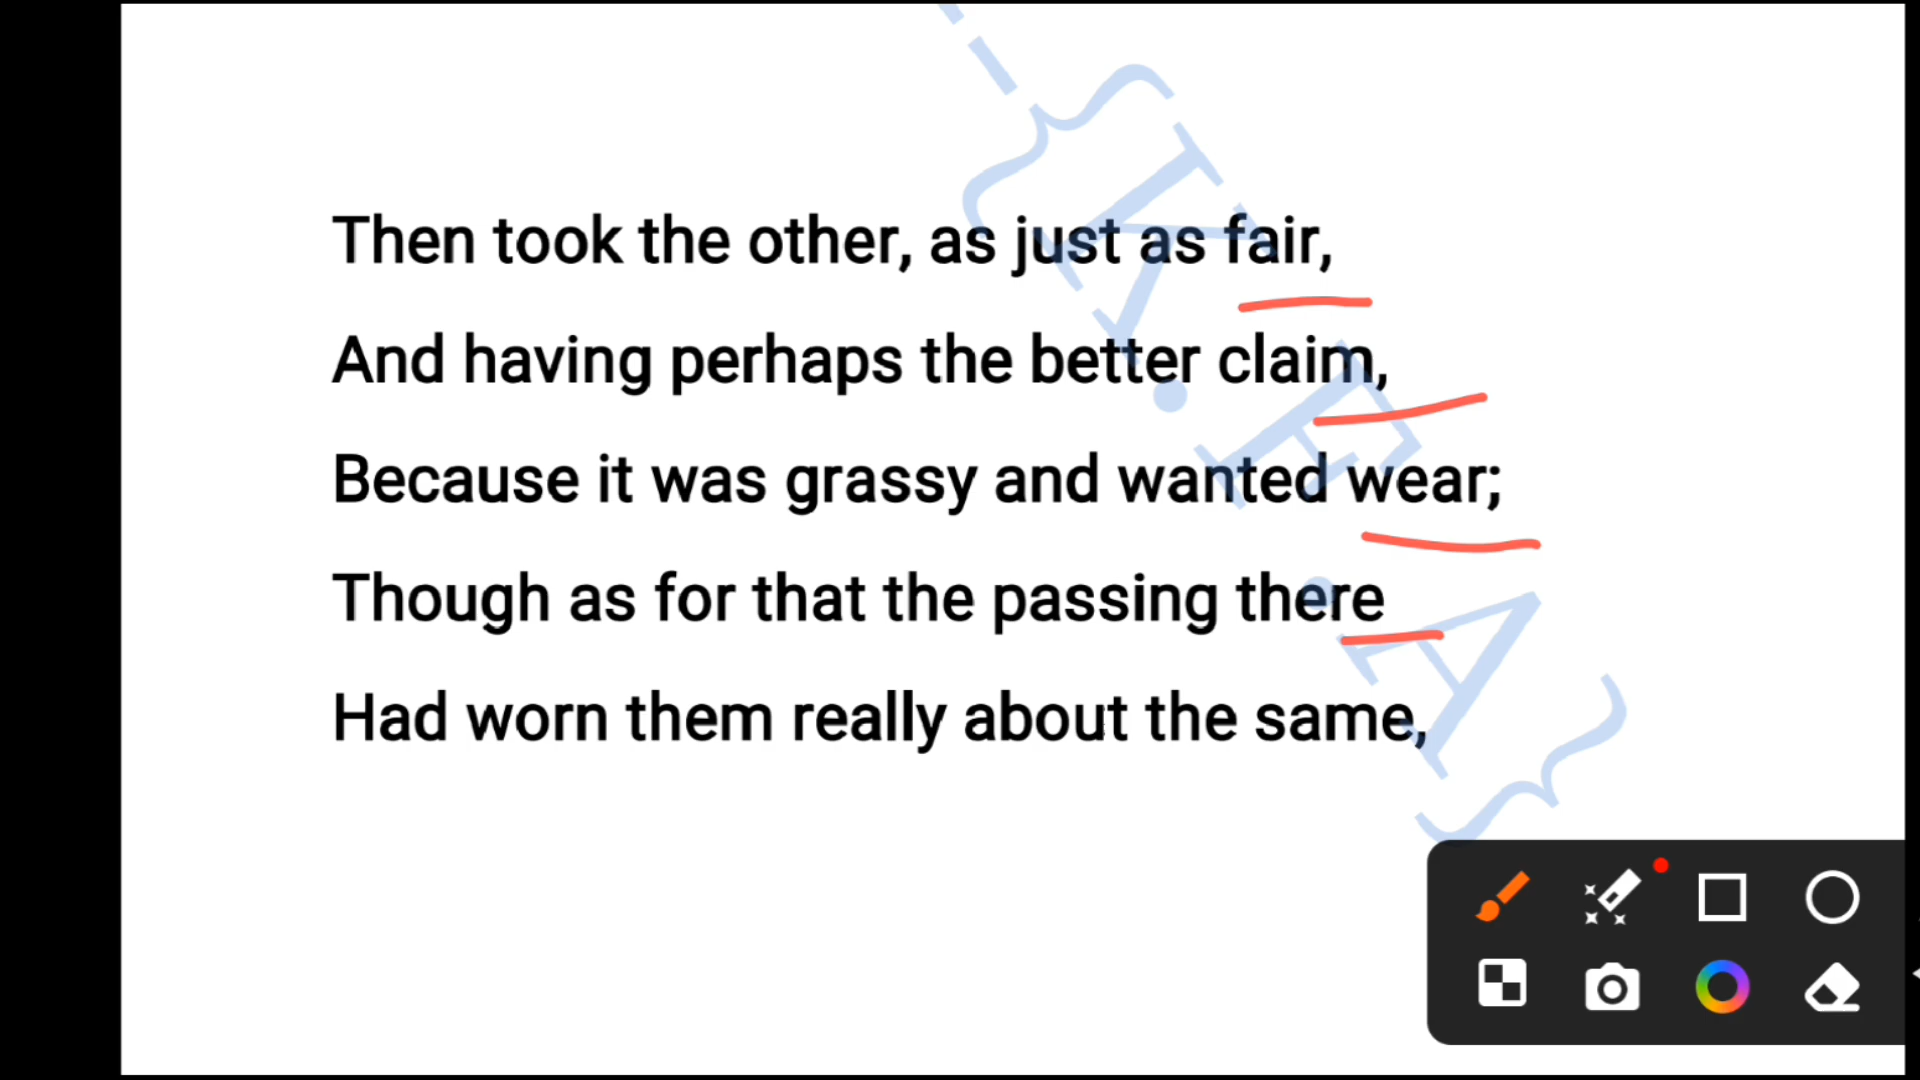 Then took the other, as just as fair,
And having perhaps the better claim,
Because it was grassy and wanted wear;
Though as for that the passing there
Had worn them really about the same,
-{K.F.A}